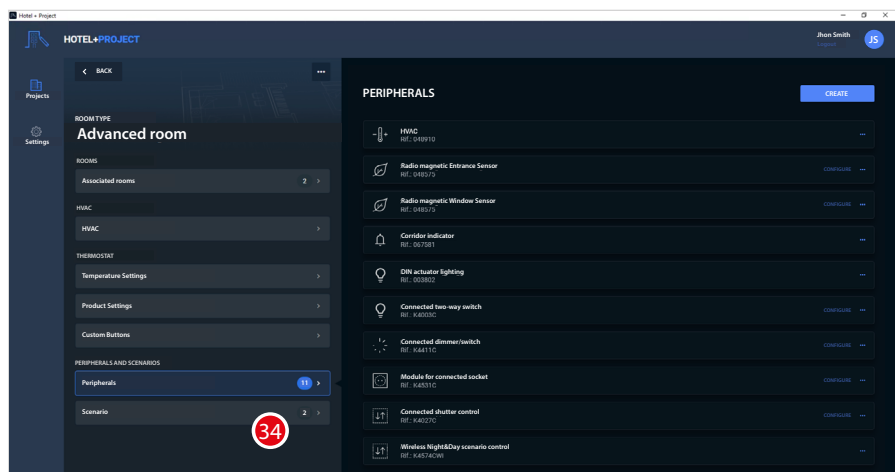 Hotel + Project
HOTEL+PROJECT
Jhon Smith
Logout
JS
Projects
Settings
BACK
ROOM TYPE
Advanced room
ROOMS
Associated rooms 2
HVAC
HVAC
THERMOSTAT
Temperature Settings
Product Settings
Custom Buttons
PERIPHERALS AND SCENARIOS
Peripherals 11
Scenario 2
34
PERIPHERALS
CREATE
HVAC
Rif.: 048910
Radio magnetic Entrance Sensor
Rif.: 048575
CONFIGURE
Radio magnetic Window Sensor
Rif.: 048575
CONFIGURE
Corridor indicator
Rif.: 067581
DIN actuator lighting
Rif.: 003802
Connected two-way switch
Rif.: K4003C
CONFIGURE
Connected dimmer/switch
Rif.: K4411C
CONFIGURE
Module for connected socket
Rif.: K4531C
CONFIGURE
Connected shutter control
Rif.: K4027C
CONFIGURE
Wireless Night&Day scenario control
Rif.: K4574CWI